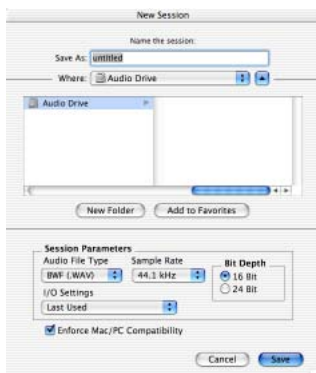 New Session
Name the session:
Save As: untitled
Where: Audio Drive
Audio Drive
New Folder Add to Favorites
Session Parameters
Audio File Type Sample Rate Bit Depth
BWF (.WAV) 44.1 kHz 16 Bit
24 Bit
I/O Settings
Last Used
Enforce Mac/PC Compatibility
Cancel Save